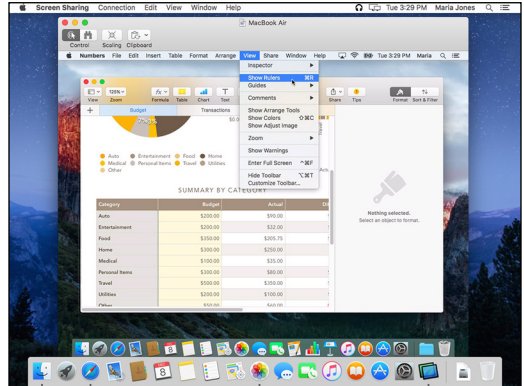 Screen Sharing Connection Edit View Window Help Tue 3:29 PM Maria Jones
MacBook Air
Control Scaling Clipboard
Numbers File Edit Insert Table Format Arrange View Share Window Help Tue 3:29 PM Maria
Inspector
Show Rulers ⌘R
Guides
Comments
Show Arrange Tools
Show Colors ⇧⌘C
Show Adjust Image
Zoom
Show Warnings
Enter Full Screen ^⌘F
Hide Toolbar ⌥⌘T
Customize Toolbar...
125%
View Zoom Formula Table Chart Text Share Tips Format Sort & Filter
+ Budget Transactions
Auto Entertainment Food Home
Medical Personal Items Travel Utilities
Other
SUMMARY BY CATEGORY
Category Budget Actual
Auto $200.00 $90.00
Entertainment $200.00 $32.00
Food $350.00 $205.75
Home $300.00 $250.00
Medical $100.00 $35.00
Personal Items $300.00 $80.00
Travel $500.00 $350.00
Utilities $200.00 $100.00
Other $50.00 $60.00
Nothing selected.
Select an object to format.
8
8